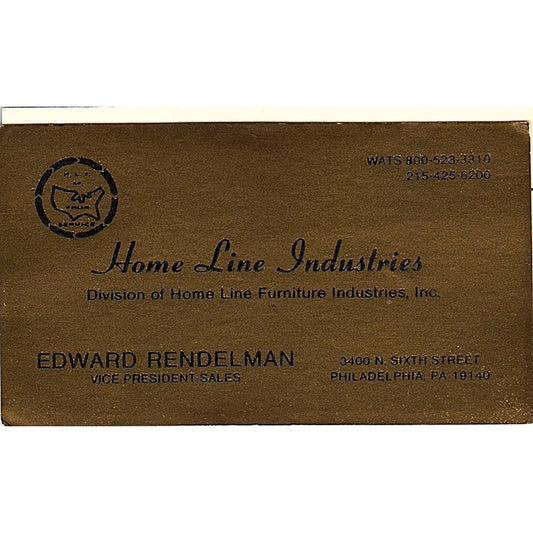 WATS 800-523-3310
215-425-6200
H. L. F.
SERVICE
Home Line Industries
Division of Home Line Furniture Industries, Inc.
EDWARD RENDELMAN
VICE PRESIDENT-SALES
3400 N. SIXTH STREET
PHILADELPHIA, PA 19140